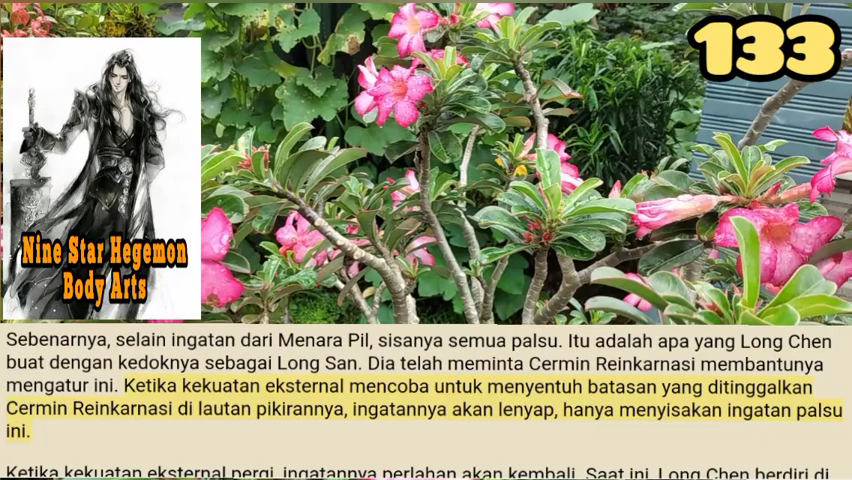 133
Nine Star Hegemon
Body Arts
Sebenarnya, selain ingatan dari Menara Pil, sisanya semua palsu. Itu adalah apa yang Long Chen
buat dengan kedoknya sebagai Long San. Dia telah meminta Cermin Reinkarnasi membantunya
mengatur ini. Ketika kekuatan eksternal mencoba untuk menyentuh batasan yang ditinggalkan
Cermin Reinkarnasi di lautan pikirannya, ingatannya akan lenyap, hanya menyisakan ingatan palsu
ini.
Ketika kekuatan eksternal pergi, ingatannya perlahan akan kembali. Saat ini, Long Chen berdiri di